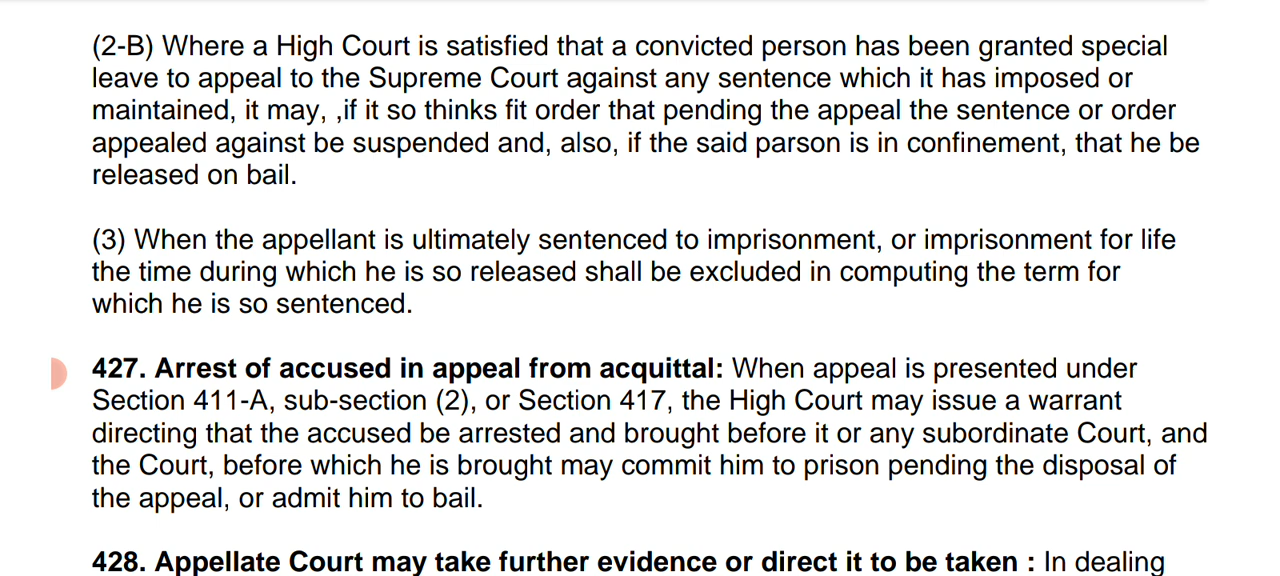 (2-B) Where a High Court is satisfied that a convicted person has been granted special
leave to appeal to the Supreme Court against any sentence which it has imposed or
maintained, it may, ,if it so thinks fit order that pending the appeal the sentence or order
appealed against be suspended and, also, if the said parson is in confinement, that he be
released on bail.
(3) When the appellant is ultimately sentenced to imprisonment, or imprisonment for life
the time during which he is so released shall be excluded in computing the term for
which he is so sentenced.
427. Arrest of accused in appeal from acquittal: When appeal is presented under
Section 411-A, sub-section (2), or Section 417, the High Court may issue a warrant
directing that the accused be arrested and brought before it or any subordinate Court, and
the Court, before which he is brought may commit him to prison pending the disposal of
the appeal, or admit him to bail.
428. Appellate Court may take further evidence or direct it to be taken : In dealing